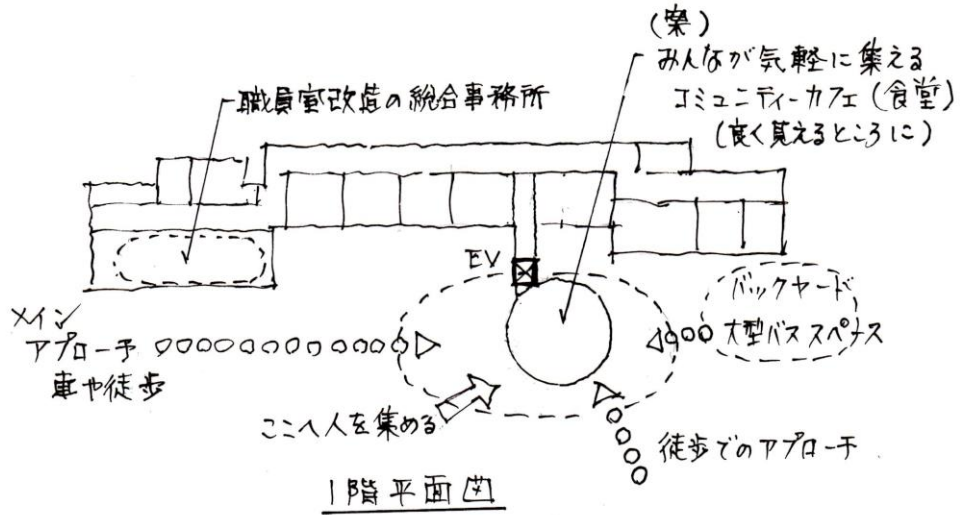 (案)
みんなが気軽に集える
コミュニティーカフェ(食堂)
(良く見えるところに)
職員室改造の総合事務所
EV
バックヤード
大型バススペース
メイン
アプローチ
車や徒歩
ここへ人を集める
徒歩でのアプローチ
1階平面図